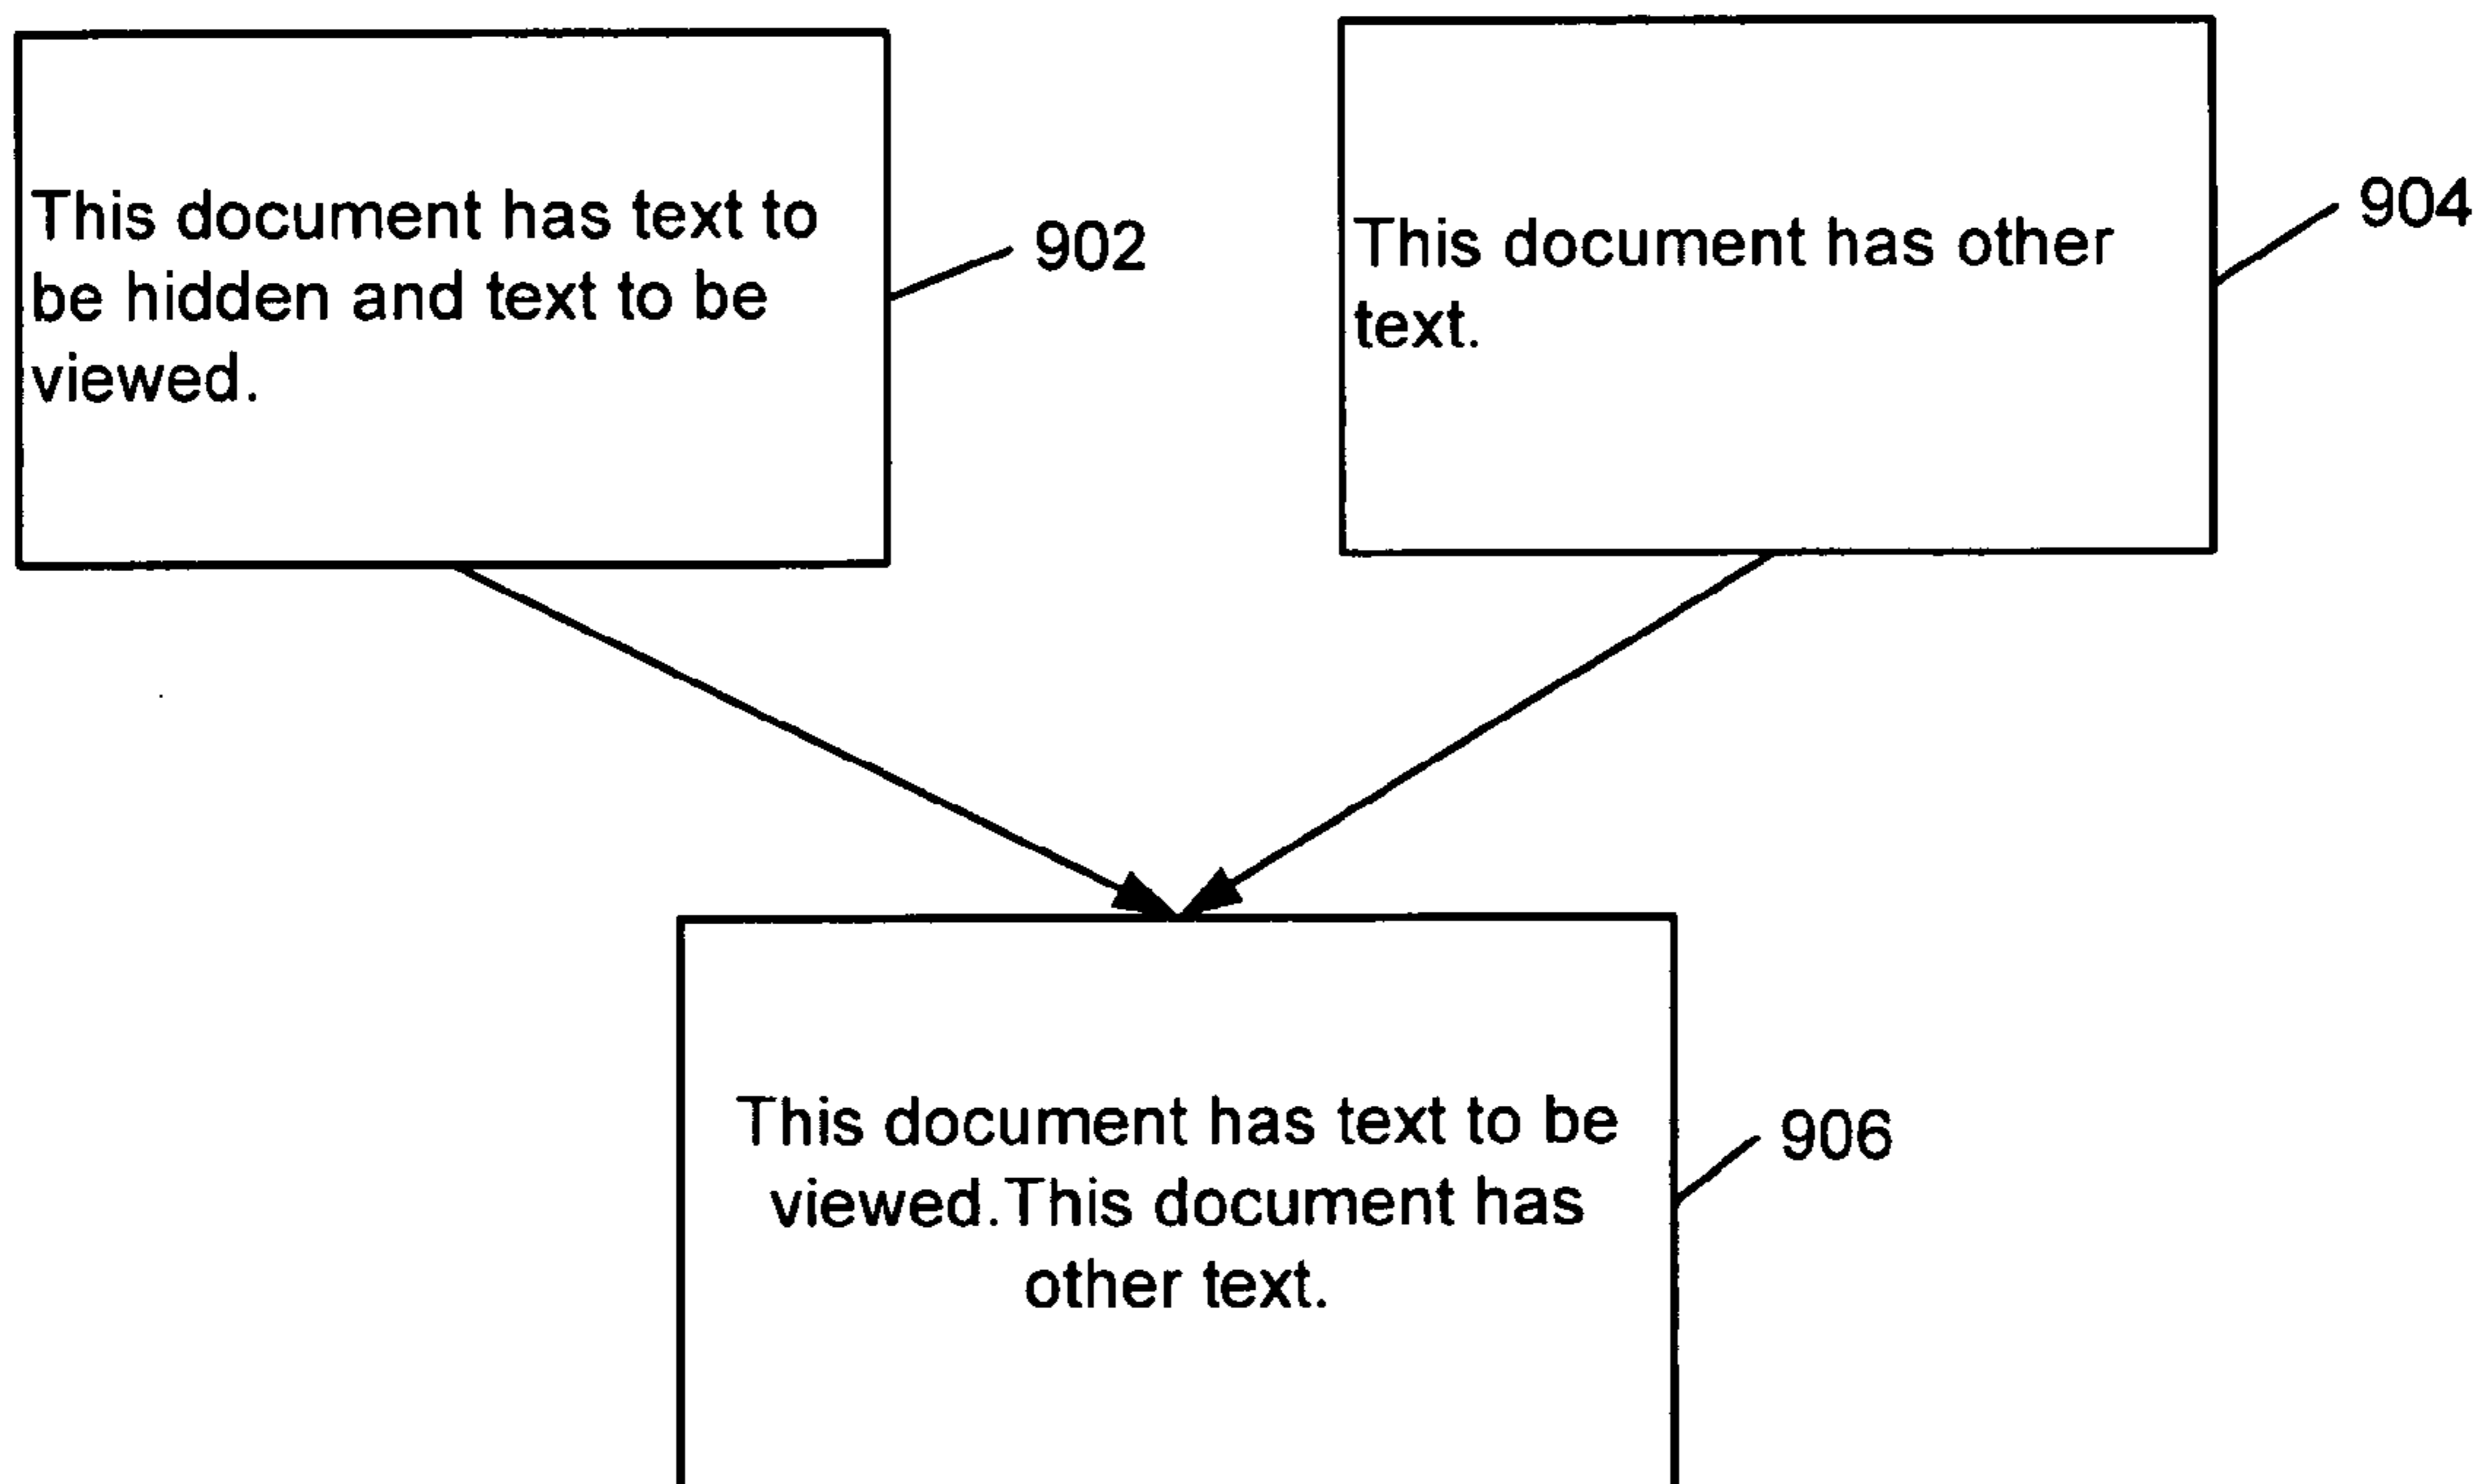 This document has text to
be hidden and text to be
viewed.
902
This document has other
text.
904
This document has text to be
viewed.This document has
other text.
906